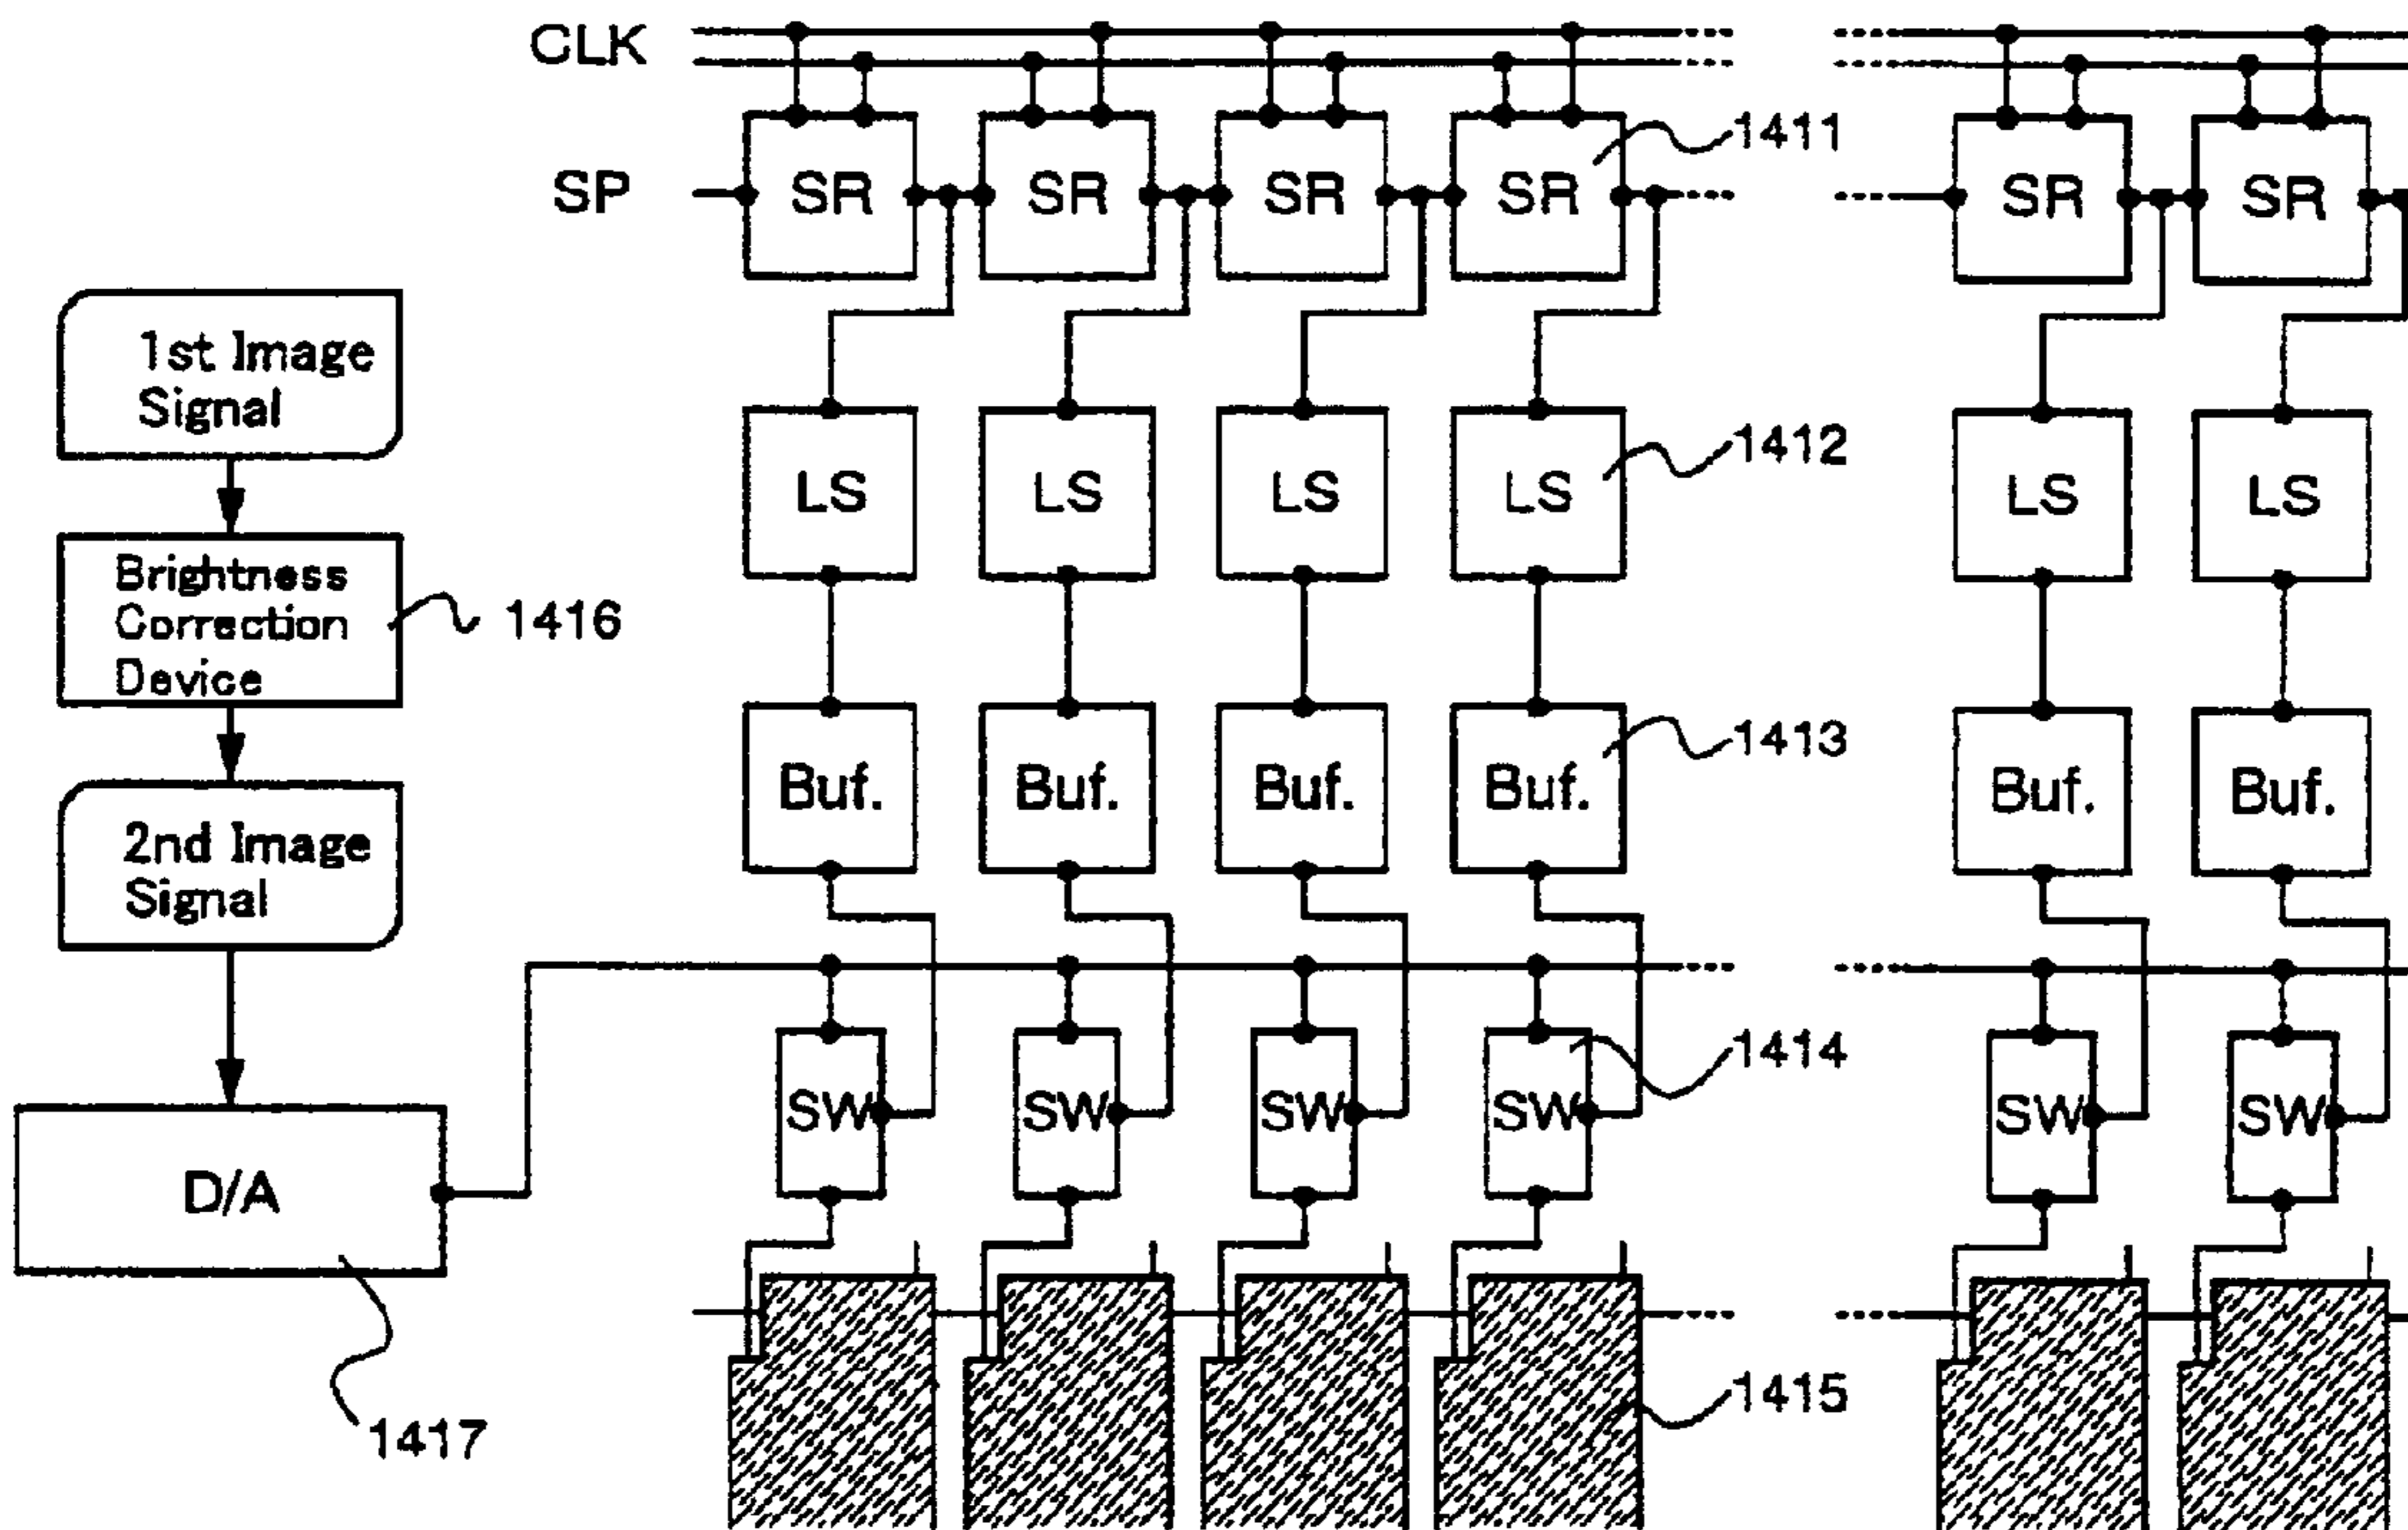 CLK
SP
SR SR SR SR 1411 SR SR
1st Image
Signal
LS LS LS LS 1412 LS LS
Brightness
Correction
Device
1416
Buf. Buf. Buf. Buf. 1413 Buf. Buf.
2nd Image
Signal
SW SW SW SW 1414 SW SW
D/A
1417
1415